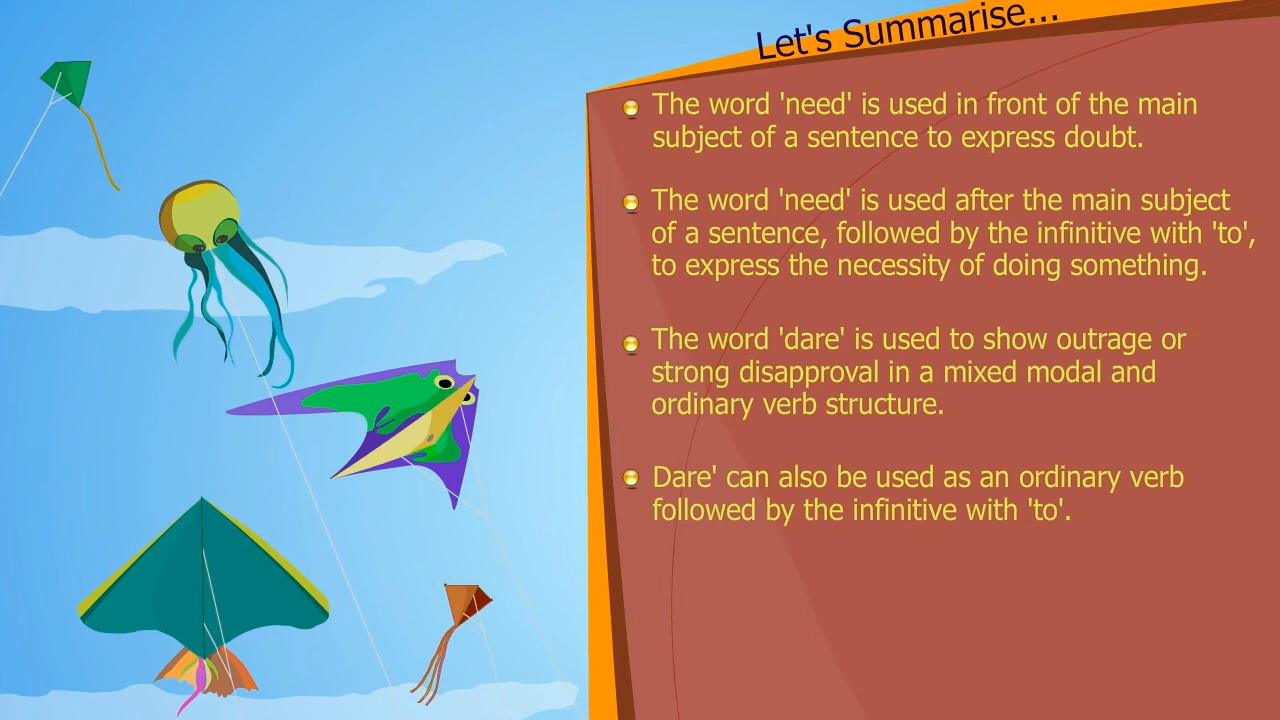 Let's Summarise...
The word 'need' is used in front of the main
subject of a sentence to express doubt.
The word 'need' is used after the main subject
of a sentence, followed by the infinitive with 'to',
to express the necessity of doing something.
The word 'dare' is used to show outrage or
strong disapproval in a mixed modal and
ordinary verb structure.
Dare' can also be used as an ordinary verb
followed by the infinitive with 'to'.